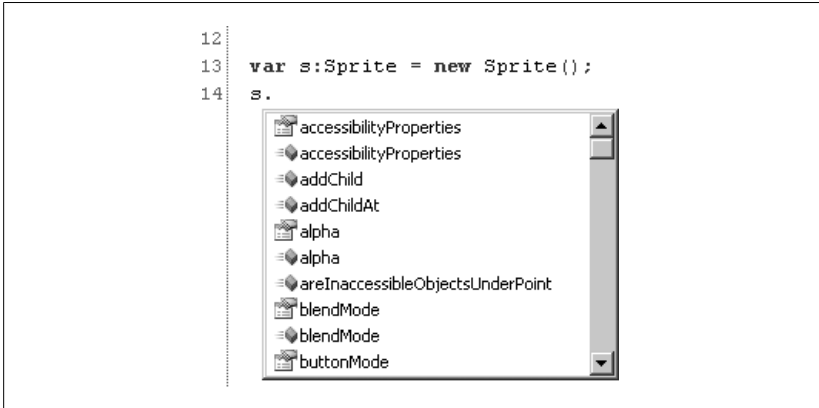 12
13 var s:Sprite = new Sprite();
14 s.
accessibilityProperties
accessibilityProperties
addChild
addChildAt
alpha
alpha
areInaccessibleObjectsUnderPoint
blendMode
blendMode
buttonMode